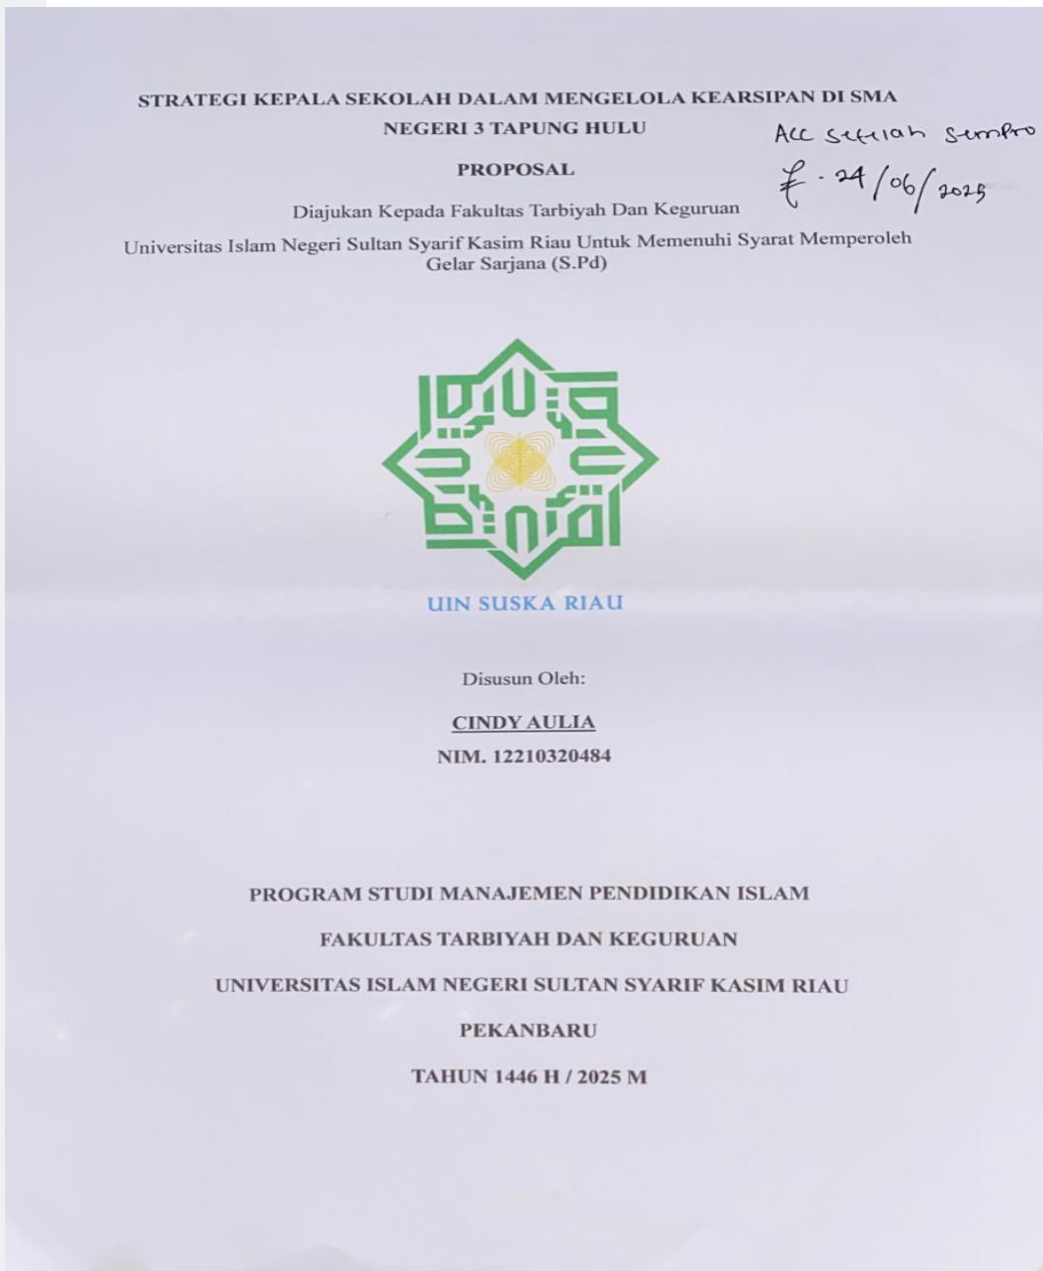 STRATEGI KEPALA SEKOLAH DALAM MENGELOLA KEARSIPAN DI SMA
NEGERI 3 TAPUNG HULU
ACC setelah sempro
24/06/2025
PROPOSAL
Diajukan Kepada Fakultas Tarbiyah Dan Keguruan
Universitas Islam Negeri Sultan Syarif Kasim Riau Untuk Memenuhi Syarat Memperoleh
Gelar Sarjana (S.Pd)
UIN SUSKA RIAU
Disusun Oleh:
CINDY AULIA
NIM. 12210320484
PROGRAM STUDI MANAJEMEN PENDIDIKAN ISLAM
FAKULTAS TARBIYAH DAN KEGURUAN
UNIVERSITAS ISLAM NEGERI SULTAN SYARIF KASIM RIAU
PEKANBARU
TAHUN 1446 H / 2025 M